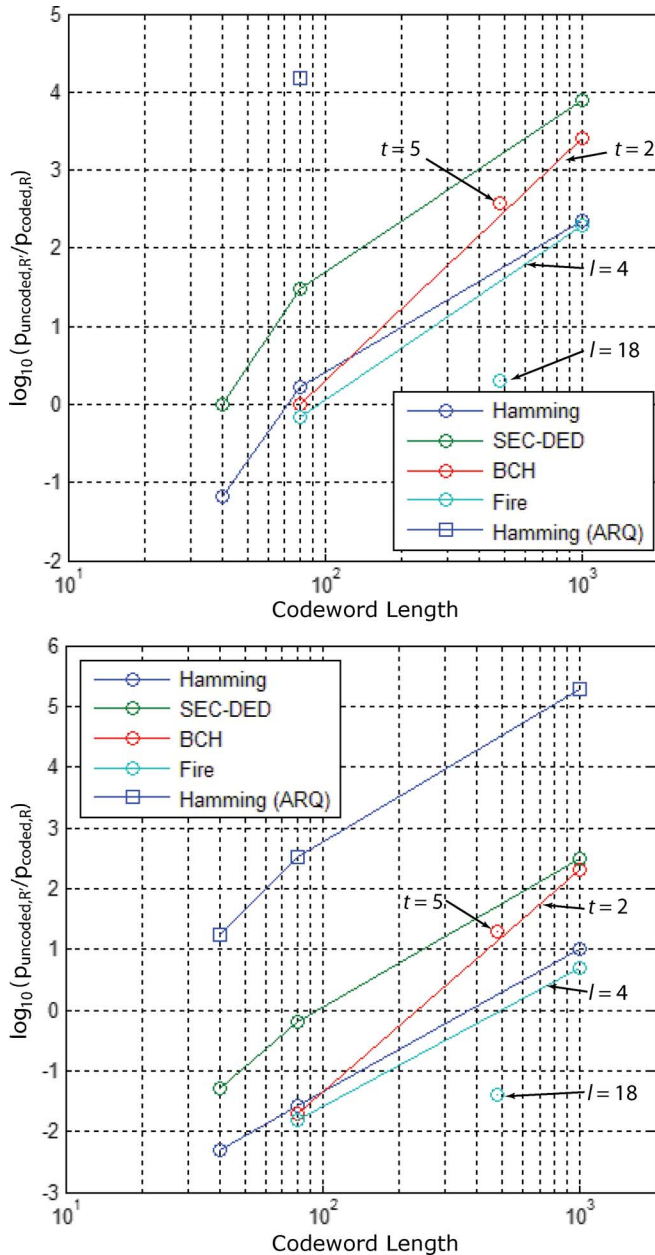 5
4
3
2
1
0
-1
-2
log₁₀ (p_uncoded,R'/p_coded,R)
t = 5
t = 2
l = 4
l = 18
Hamming
SEC-DED
BCH
Fire
Hamming (ARQ)
10¹
10²
10³
Codeword Length
6
5
4
3
2
1
0
-1
-2
-3
log₁₀ (p_uncoded,R'/p_coded,R)
Hamming
SEC-DED
BCH
Fire
Hamming (ARQ)
t = 5
t = 2
l = 4
l = 18
10¹
10²
10³
Codeword Length